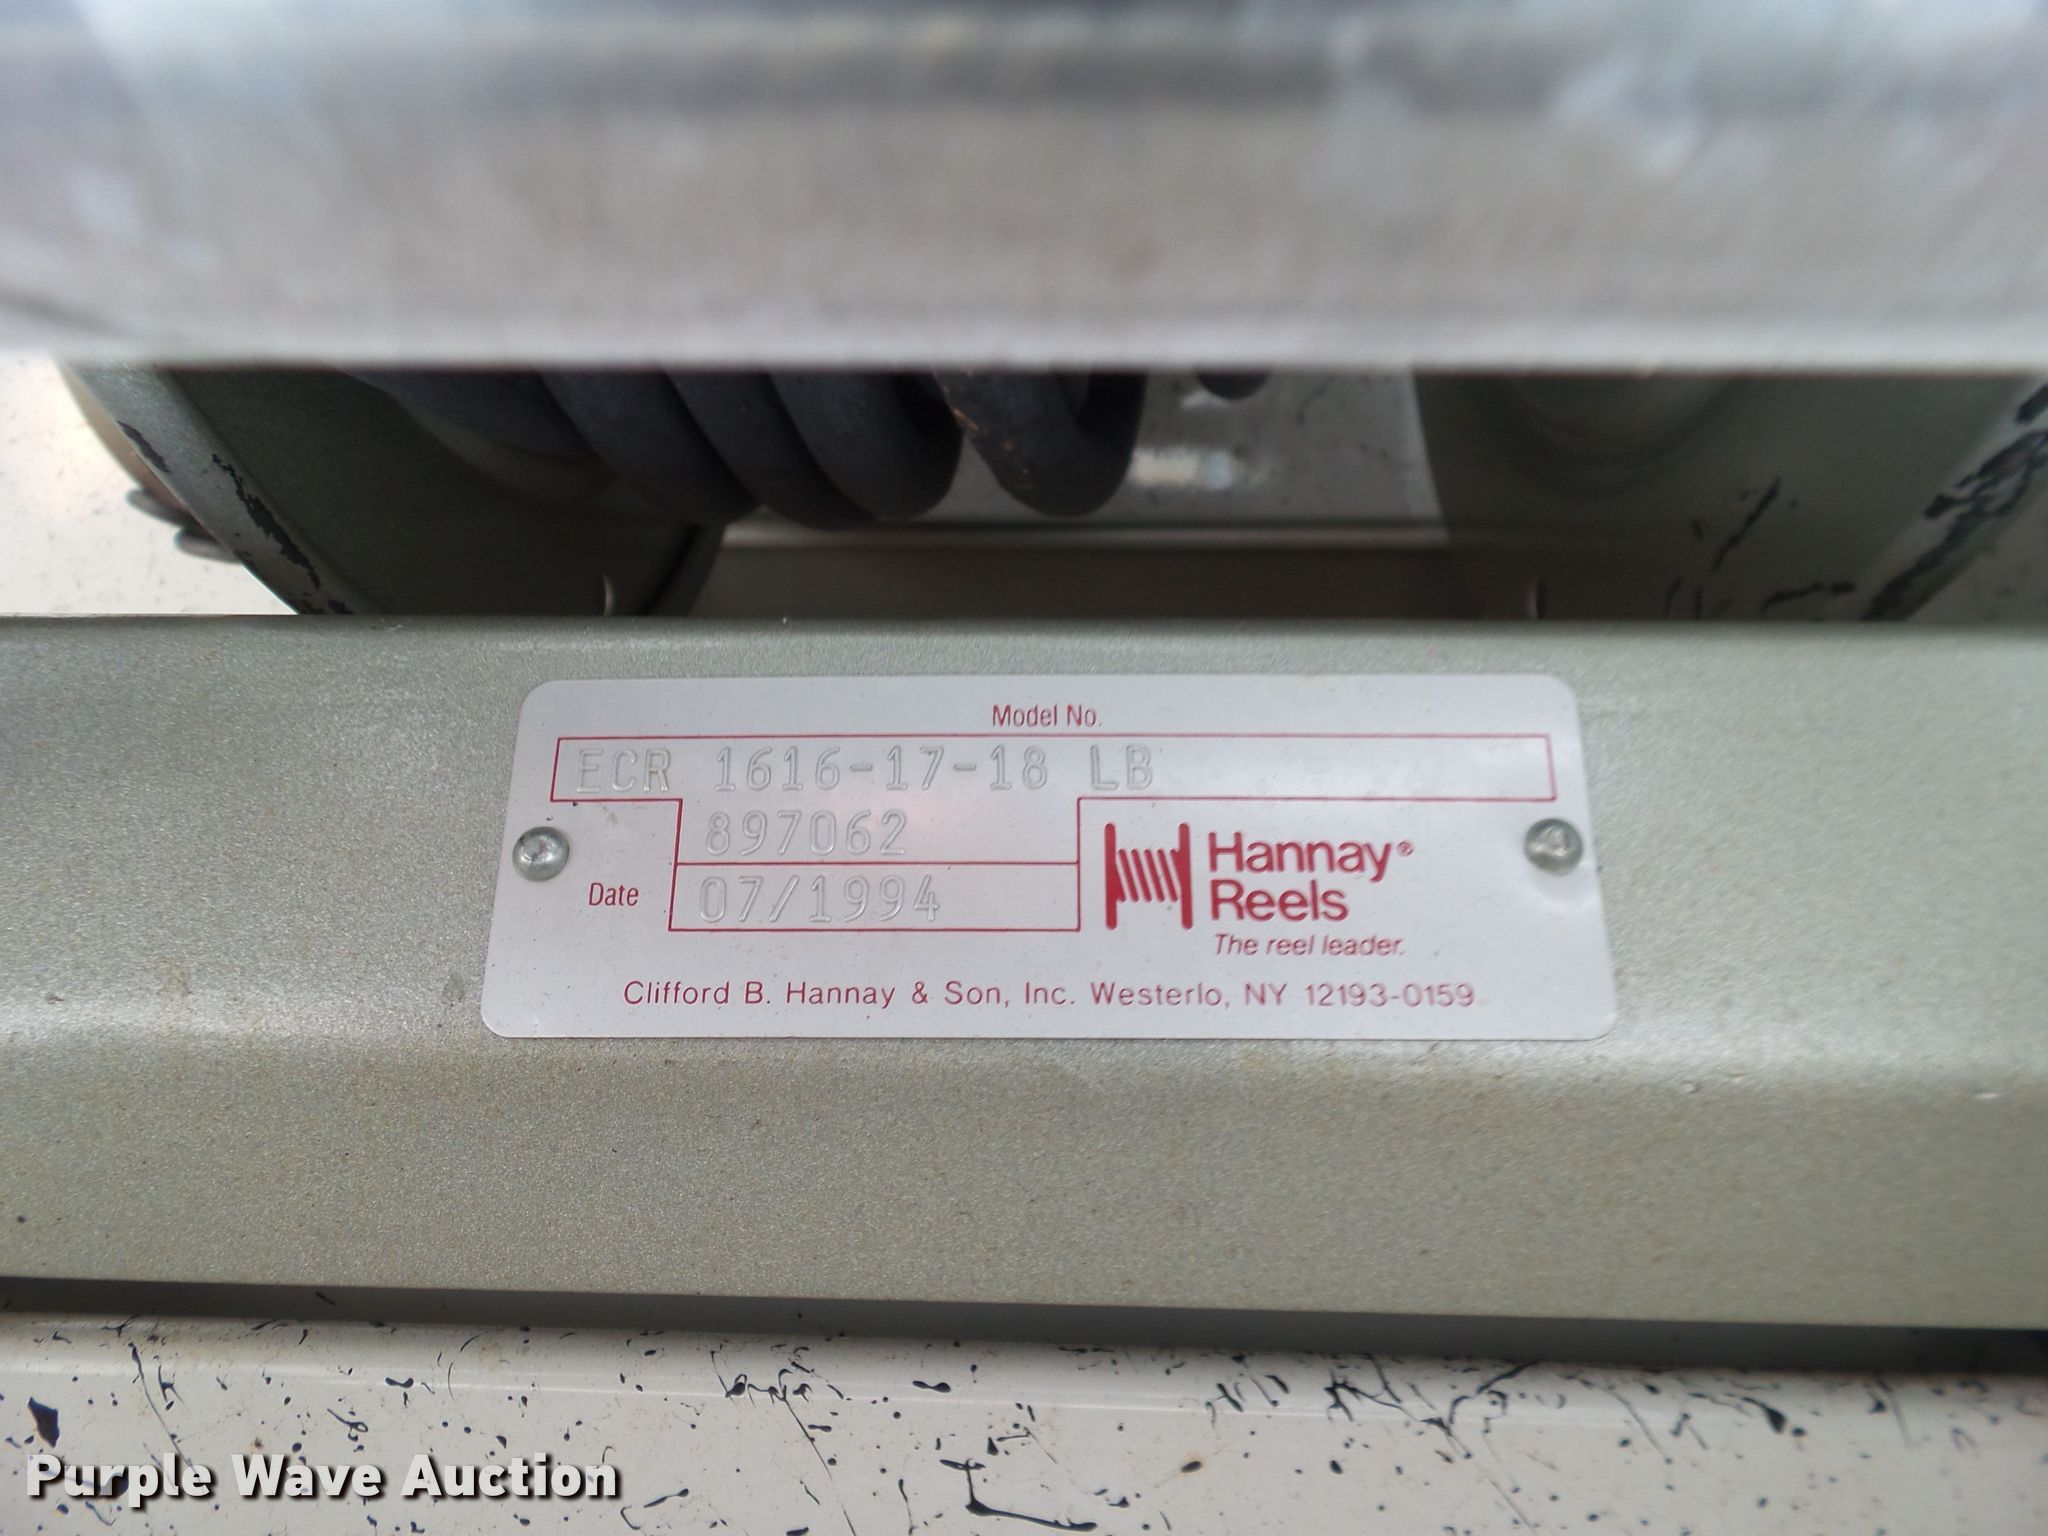 Model No.
ECR 1616-17-18 LB
897062
Date 07/1994
Hannay®
Reels
The reel leader.
Clifford B. Hannay & Son, Inc. Westerlo, NY 12193-0159
Purple Wave Auction